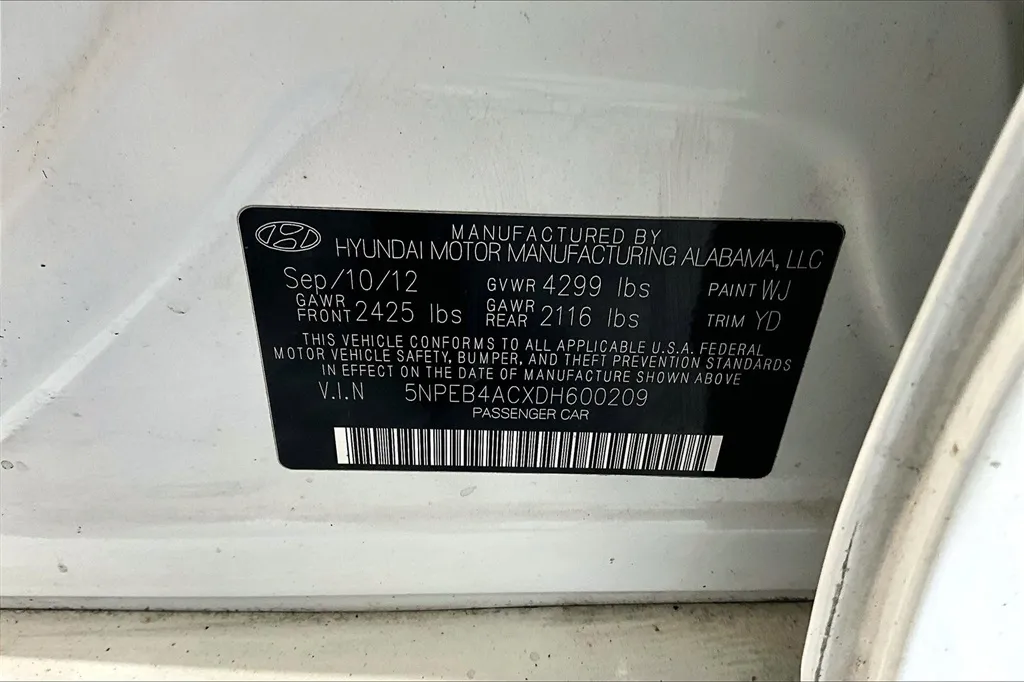 MANUFACTURED BY
HYUNDAI MOTOR MANUFACTURING ALABAMA, LLC
Sep/10/12 GVWR 4299 lbs PAINT WJ
GAWR FRONT 2425 lbs GAWR REAR 2116 lbs TRIM YD
THIS VEHICLE CONFORMS TO ALL APPLICABLE U.S.A. FEDERAL
MOTOR VEHICLE SAFETY, BUMPER, AND THEFT PREVENTION STANDARDS
IN EFFECT ON THE DATE OF MANUFACTURE SHOWN ABOVE
V.I.N 5NPEB4ACXDH600209
PASSENGER CAR